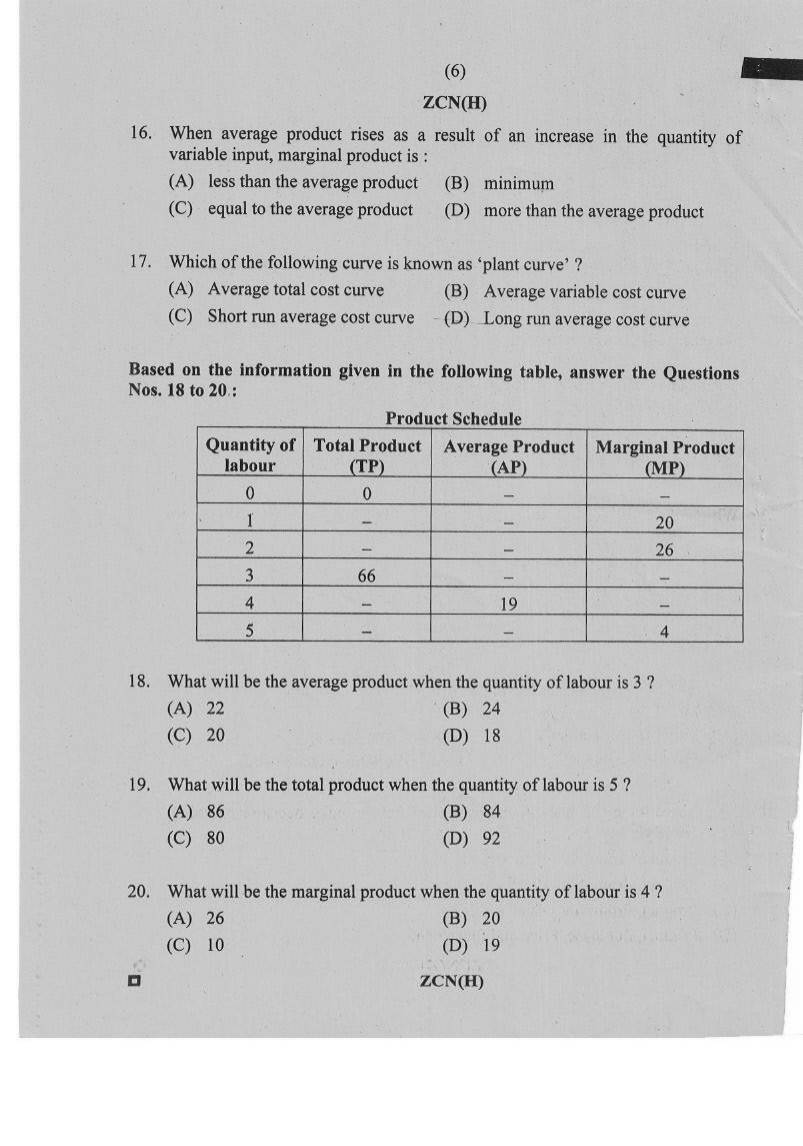 (6)
ZCN(H)
16. When average product rises as a result of an increase in the quantity of
variable input, marginal product is :
(A) less than the average product (B) minimum
(C) equal to the average product (D) more than the average product
17. Which of the following curve is known as ‘plant curve’ ?
(A) Average total cost curve (B) Average variable cost curve
(C) Short run average cost curve (D) Long run average cost curve
Based on the information given in the following table, answer the Questions
Nos. 18 to 20 :
Product Schedule
Quantity of Total Product Average Product Marginal Product
labour (TP) (AP) (MP)
0 0 – –
1 – – 20
2 – – 26
3 66 – –
4 – 19 –
5 – – 4
18. What will be the average product when the quantity of labour is 3 ?
(A) 22 (B) 24
(C) 20 (D) 18
19. What will be the total product when the quantity of labour is 5 ?
(A) 86 (B) 84
(C) 80 (D) 92
20. What will be the marginal product when the quantity of labour is 4 ?
(A) 26 (B) 20
(C) 10 (D) 19
ZCN(H)